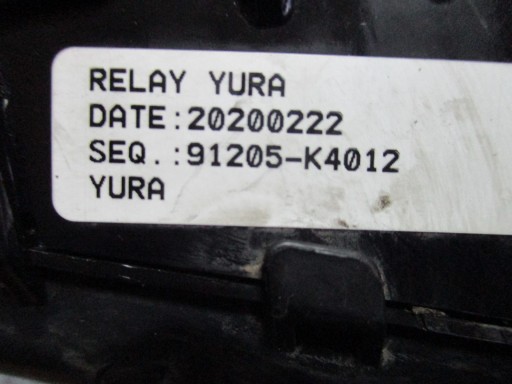 RELAY YURA
DATE:20200222
SEQ.:91205-K4012
YURA